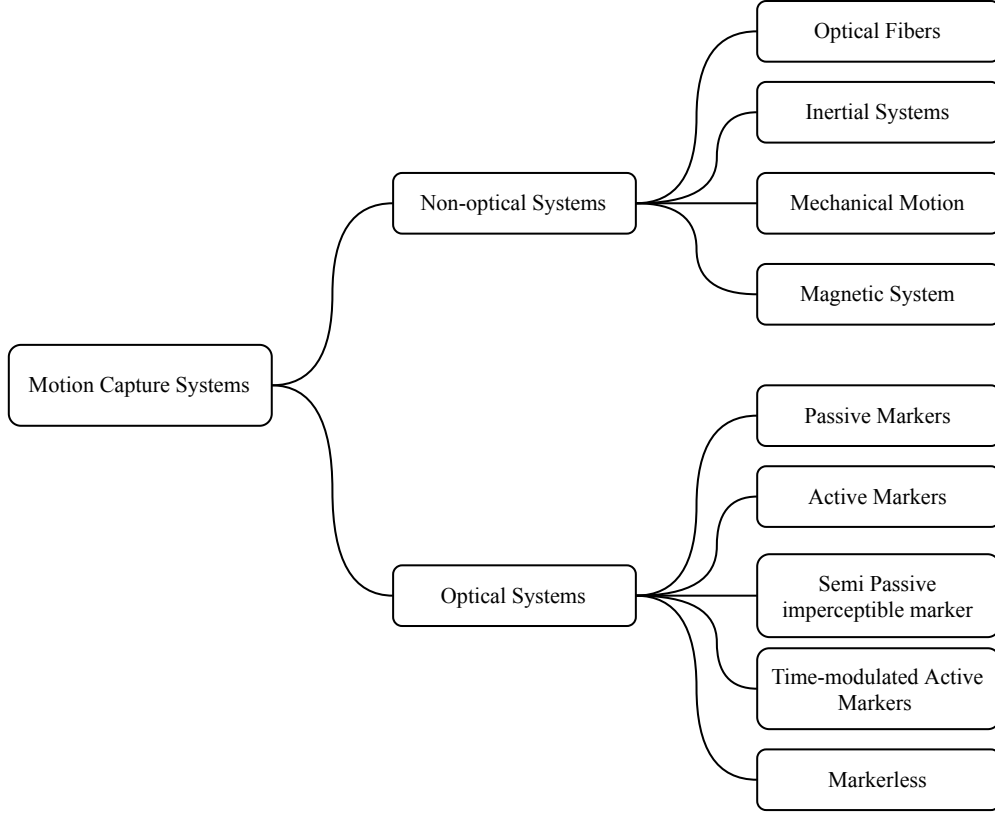 Motion Capture Systems
Non-optical Systems
Optical Fibers
Inertial Systems
Mechanical Motion
Magnetic System
Optical Systems
Passive Markers
Active Markers
Semi Passive
imperceptible marker
Time-modulated Active
Markers
Markerless